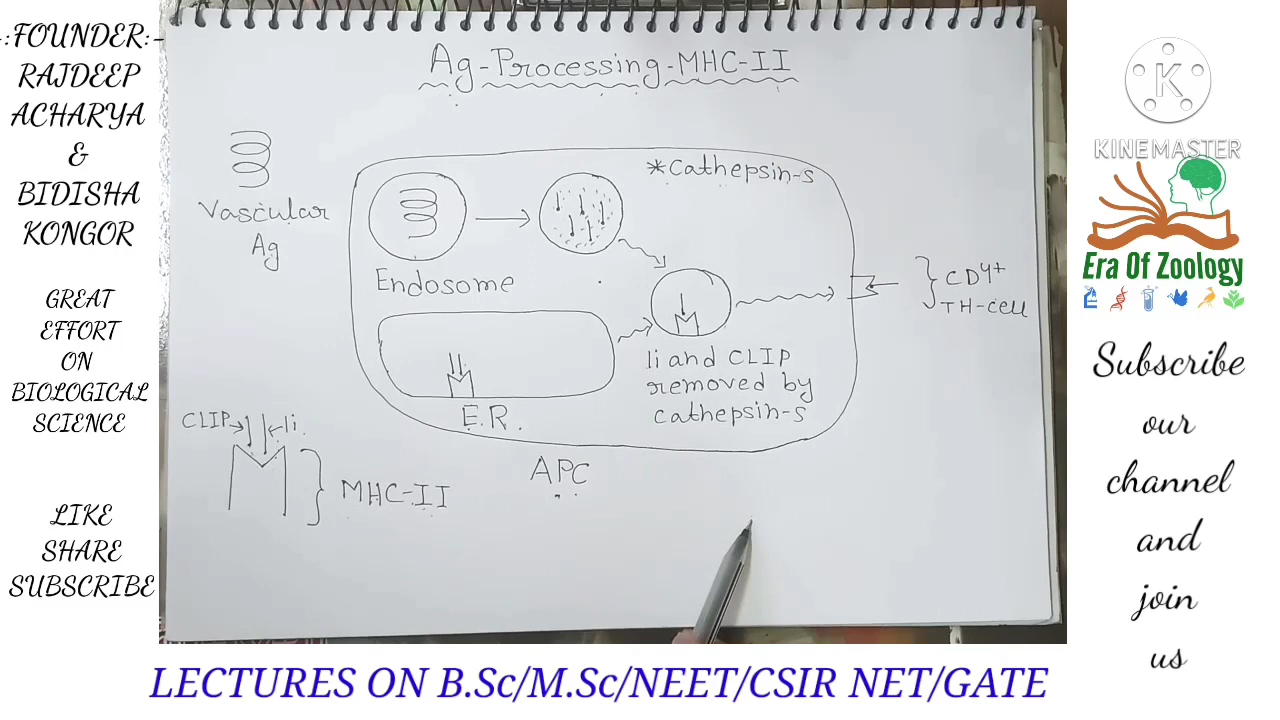 :FOUNDER:-
RAJDEEP
ACHARYA
&
BIDISHA
KONGOR
GREAT
EFFORT
ON
BIOLOGICAL
SCIENCE
LIKE
SHARE
SUBSCRIBE
Ag-Processing-MHC-II
Vascular
Ag
*Cathepsin-s
Endosome
E.R.
li and CLIP
removed by
cathepsin-s
CD4+
TH-cell
APC
CLIP
li
MHC-II
K
KINEMASTER
Era Of Zoology
Subscribe
our
channel
and
join
us
LECTURES ON B.Sc/M.Sc/NEET/CSIR NET/GATE